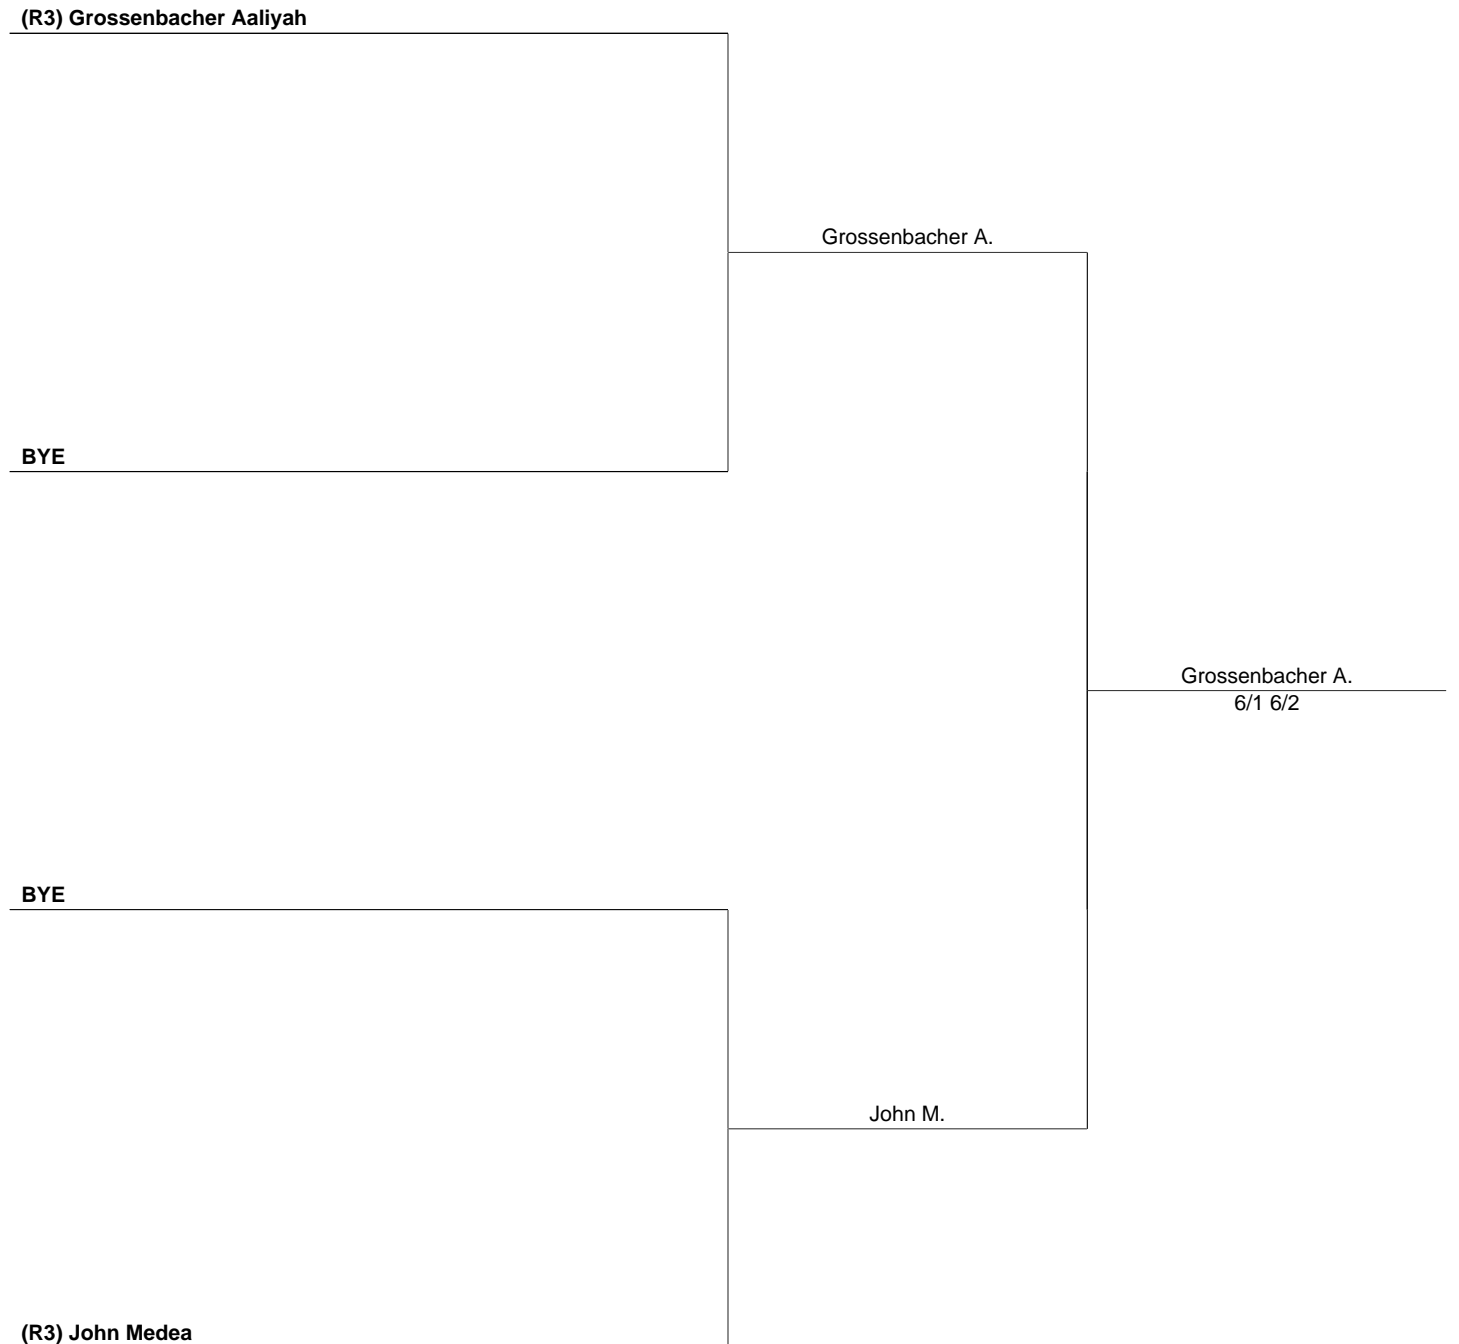 (R3) Grossenbacher Aaliyah
Grossenbacher A.
BYE
Grossenbacher A.
6/1 6/2
BYE
John M.
(R3) John Medea